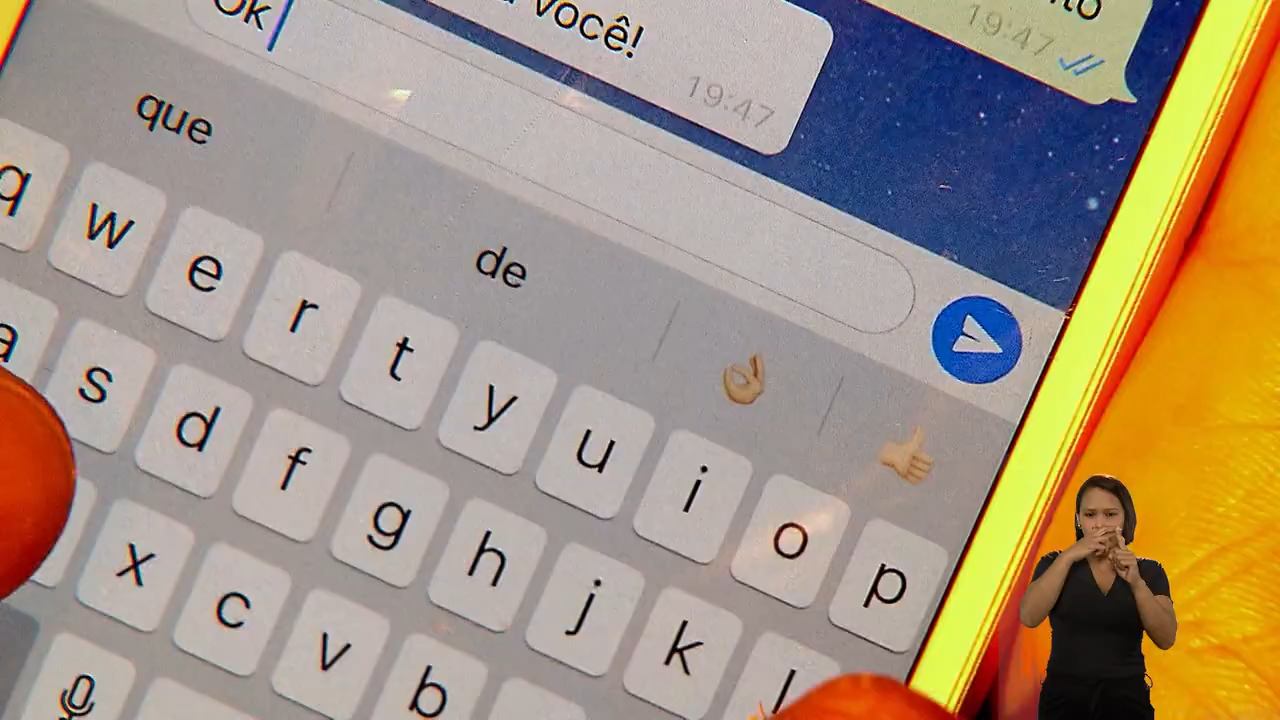 você!
19:47
19:47
Ok
que
de
q w e r t y u i o p
a s d f g h j k l
x c v b